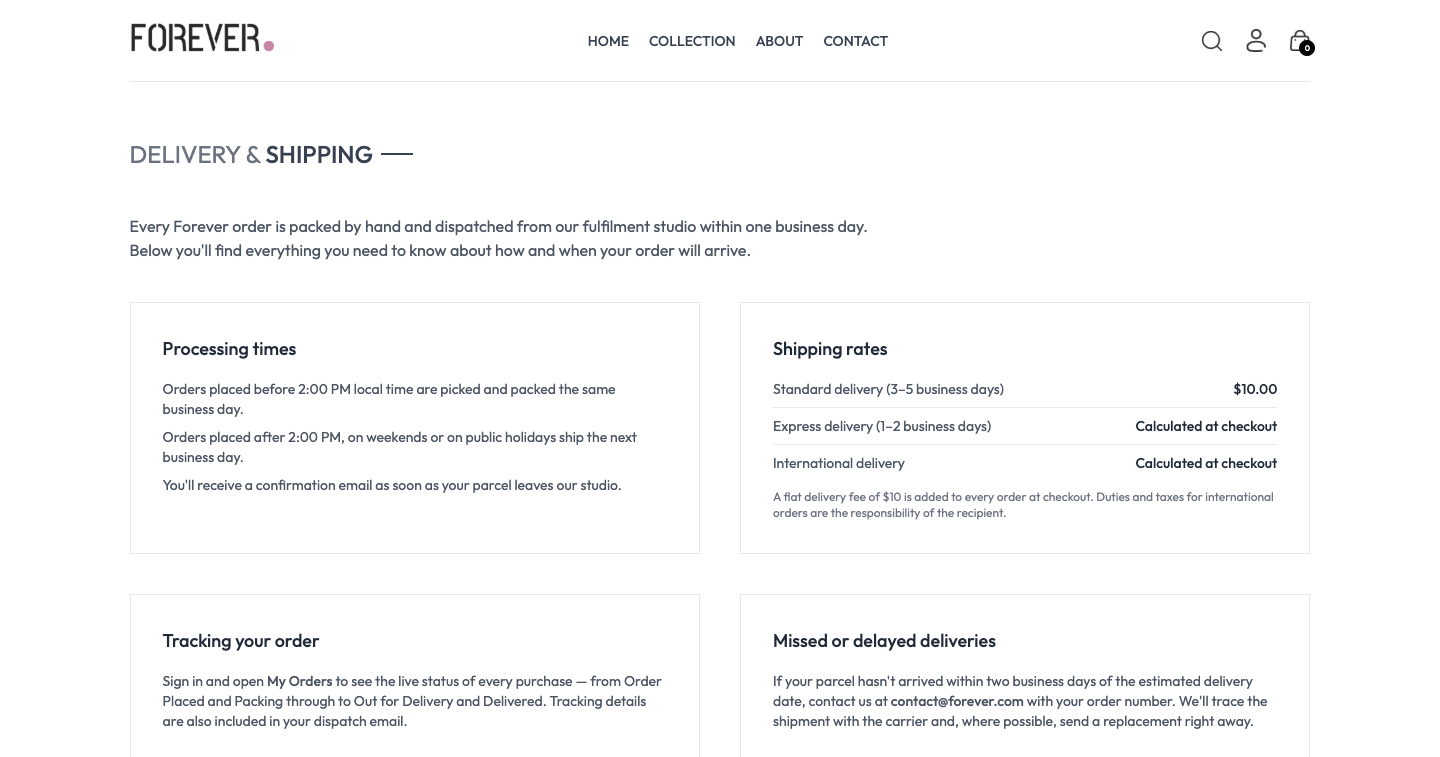 FOREVER.
HOME COLLECTION ABOUT CONTACT
0
DELIVERY & SHIPPING
Every Forever order is packed by hand and dispatched from our fulfilment studio within one business day.
Below you'll find everything you need to know about how and when your order will arrive.
Processing times
Orders placed before 2:00 PM local time are picked and packed the same
business day.
Orders placed after 2:00 PM, on weekends or on public holidays ship the next
business day.
You'll receive a confirmation email as soon as your parcel leaves our studio.
Shipping rates
Standard delivery (3–5 business days) $10.00
Express delivery (1–2 business days) Calculated at checkout
International delivery Calculated at checkout
A flat delivery fee of $10 is added to every order at checkout. Duties and taxes for international
orders are the responsibility of the recipient.
Tracking your order
Sign in and open My Orders to see the live status of every purchase — from Order
Placed and Packing through to Out for Delivery and Delivered. Tracking details
are also included in your dispatch email.
Missed or delayed deliveries
If your parcel hasn't arrived within two business days of the estimated delivery
date, contact us at contact@forever.com with your order number. We'll trace the
shipment with the carrier and, where possible, send a replacement right away.